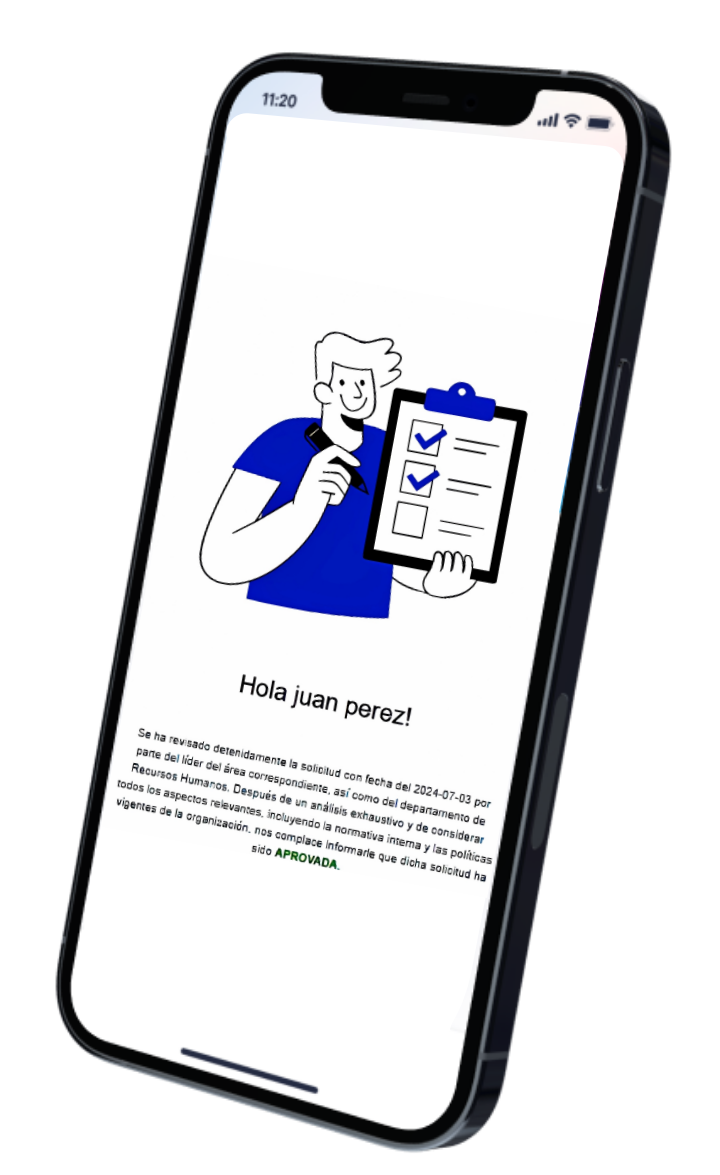 11:20
Hola juan perez!
Se ha revisado detenidamente la solicitud con fecha del 2024-07-03 por
parte del líder del área correspondiente, así como del departamento de
Recursos Humanos. Después de un análisis exhaustivo y de considerar
todos los aspectos relevantes, incluyendo la normativa interna y las políticas
vigentes de la organización, nos complace informarle que dicha solicitud ha
sido APROVADA.